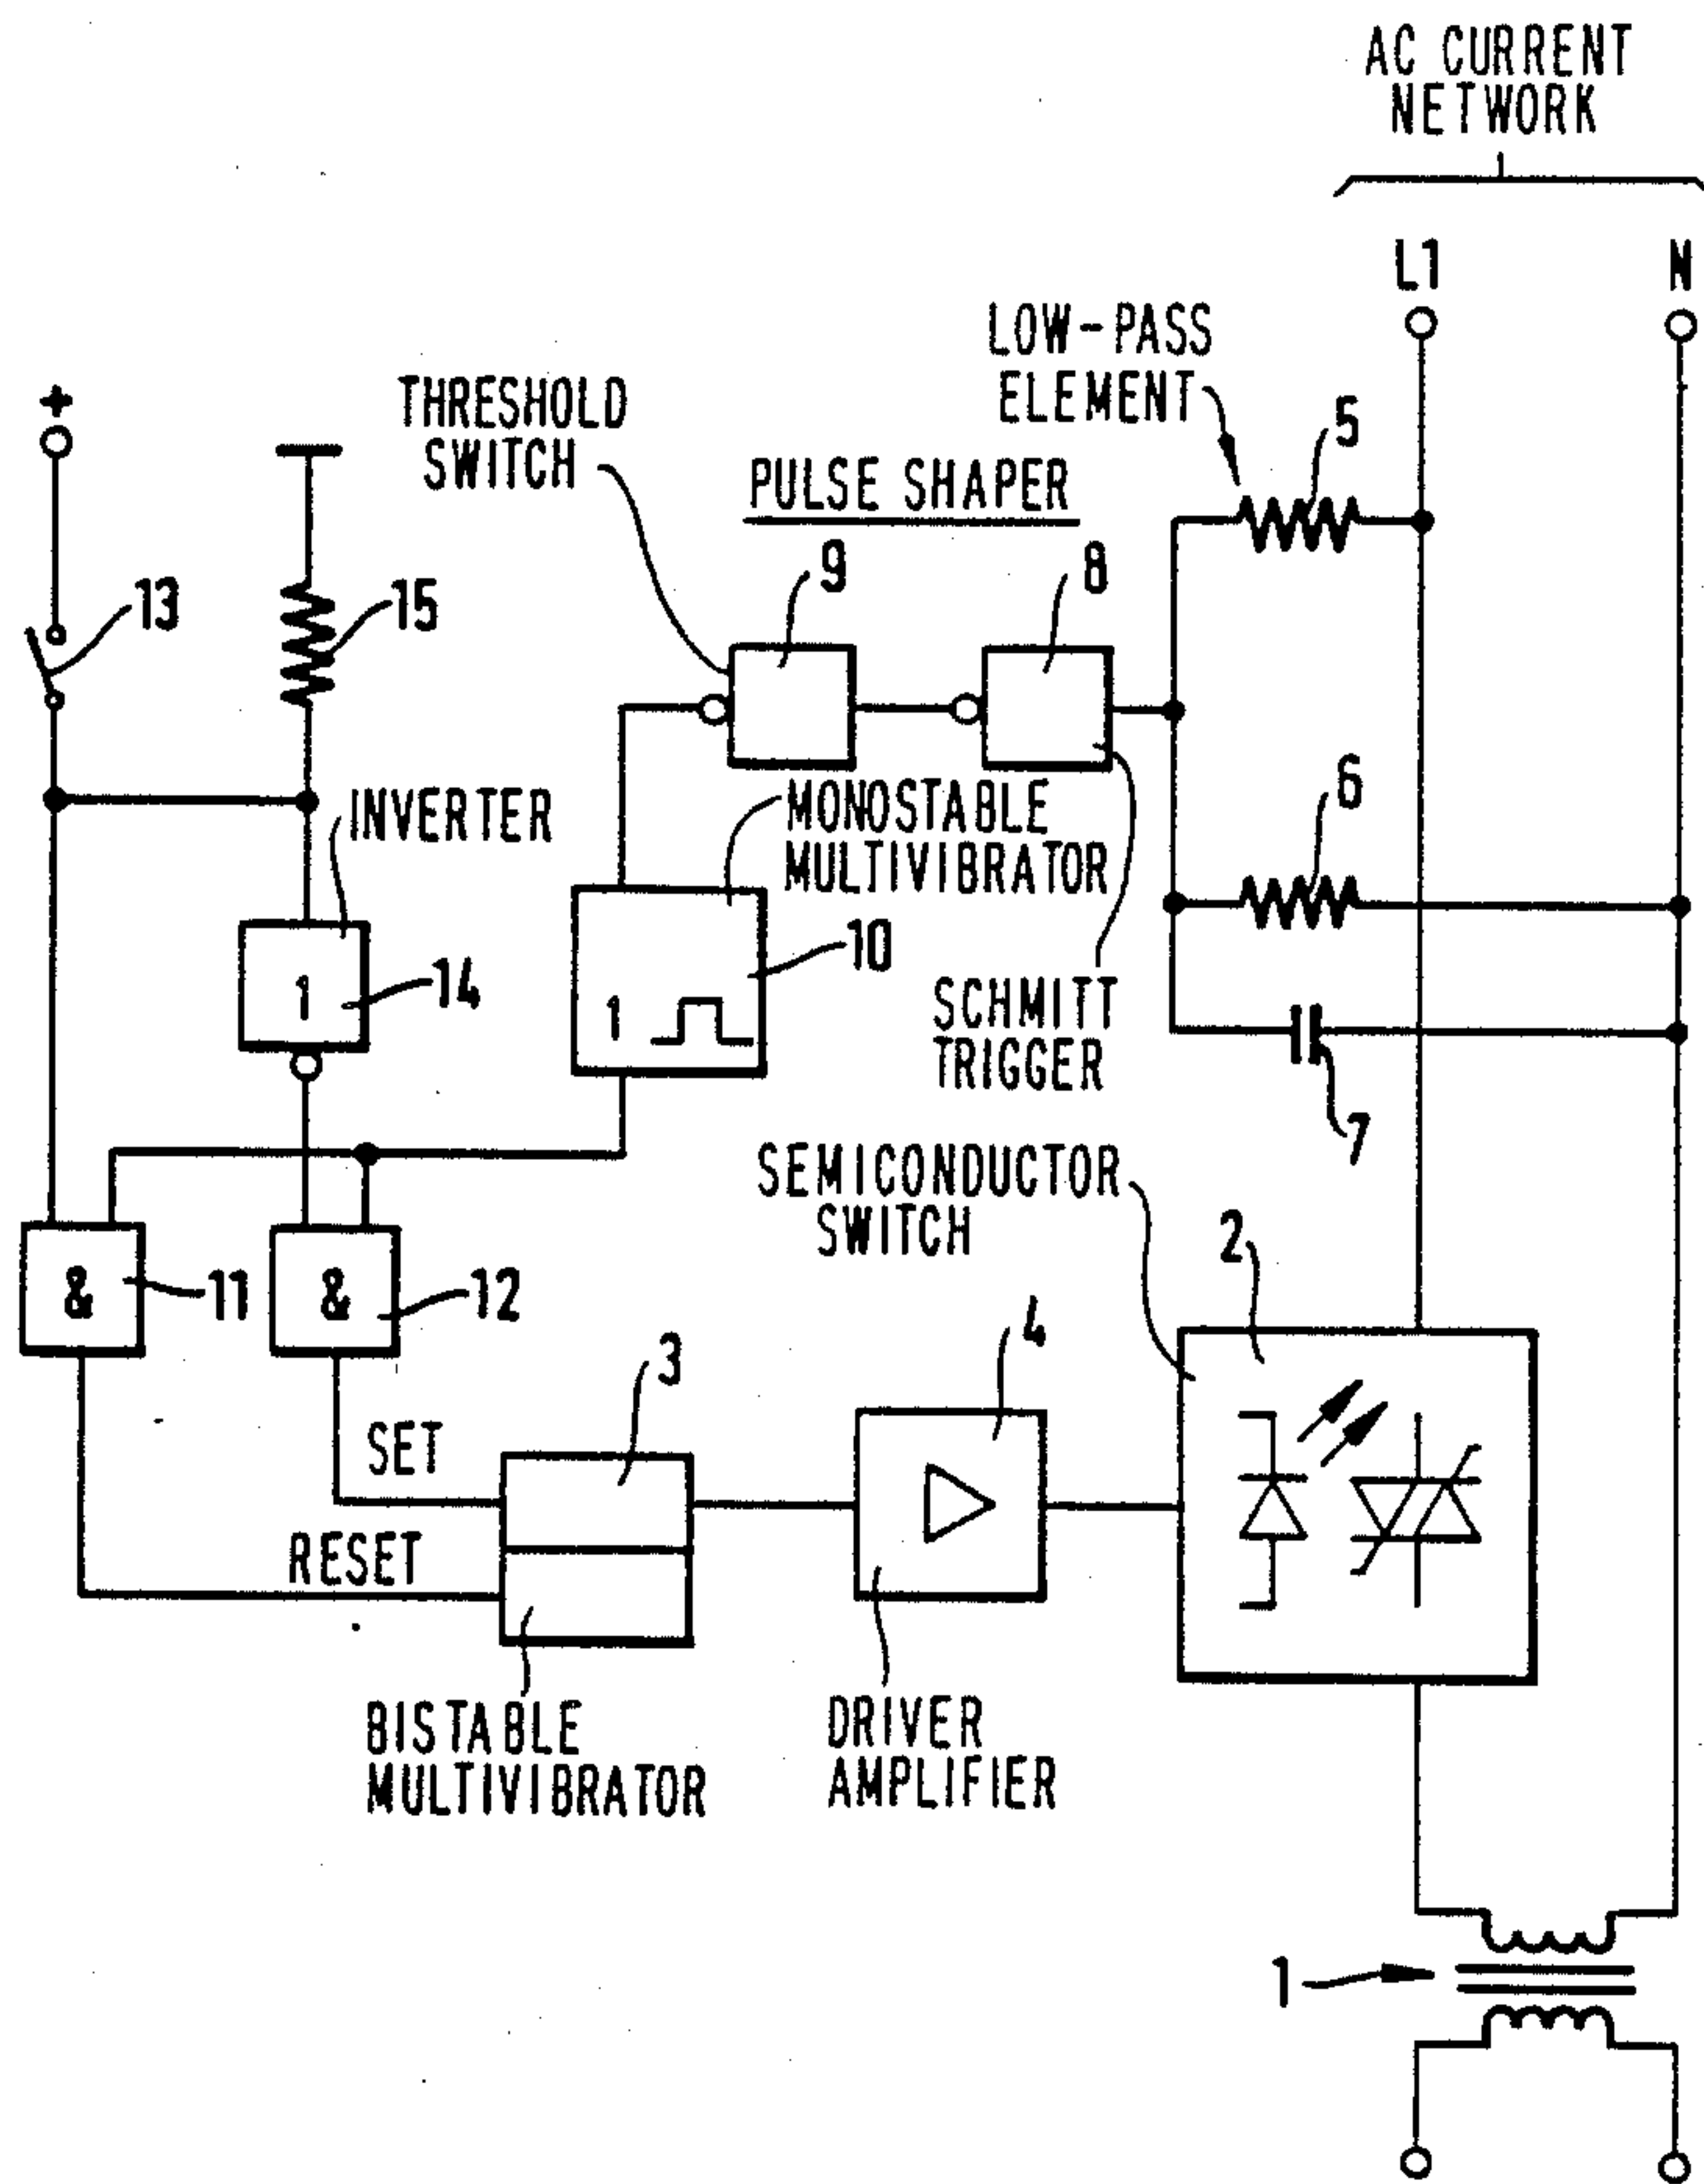 AC CURRENT
NETWORK
L1
N
LOW-PASS
ELEMENT
5
+
THRESHOLD
SWITCH
PULSE SHAPER
9
8
13
15
6
INVERTER
MONOSTABLE
MULTIVIBRATOR
10
1
14
1
SCHMITT
TRIGGER
7
SEMICONDUCTOR
SWITCH
2
&
11
&
12
4
3
SET
RESET
BISTABLE
MULTIVIBRATOR
DRIVER
AMPLIFIER
1